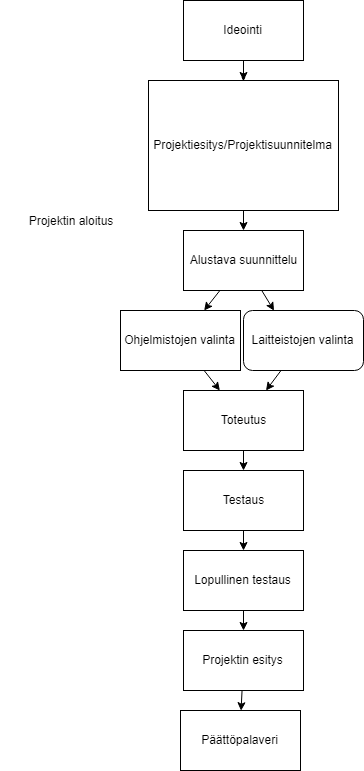 Ideointi
Projektiesitys/Projektisuunnitelma
Projektin aloitus
Alustava suunnittelu
Ohjelmistojen valinta
Laitteistojen valinta
Toteutus
Testaus
Lopullinen testaus
Projektin esitys
Päättöpalaveri